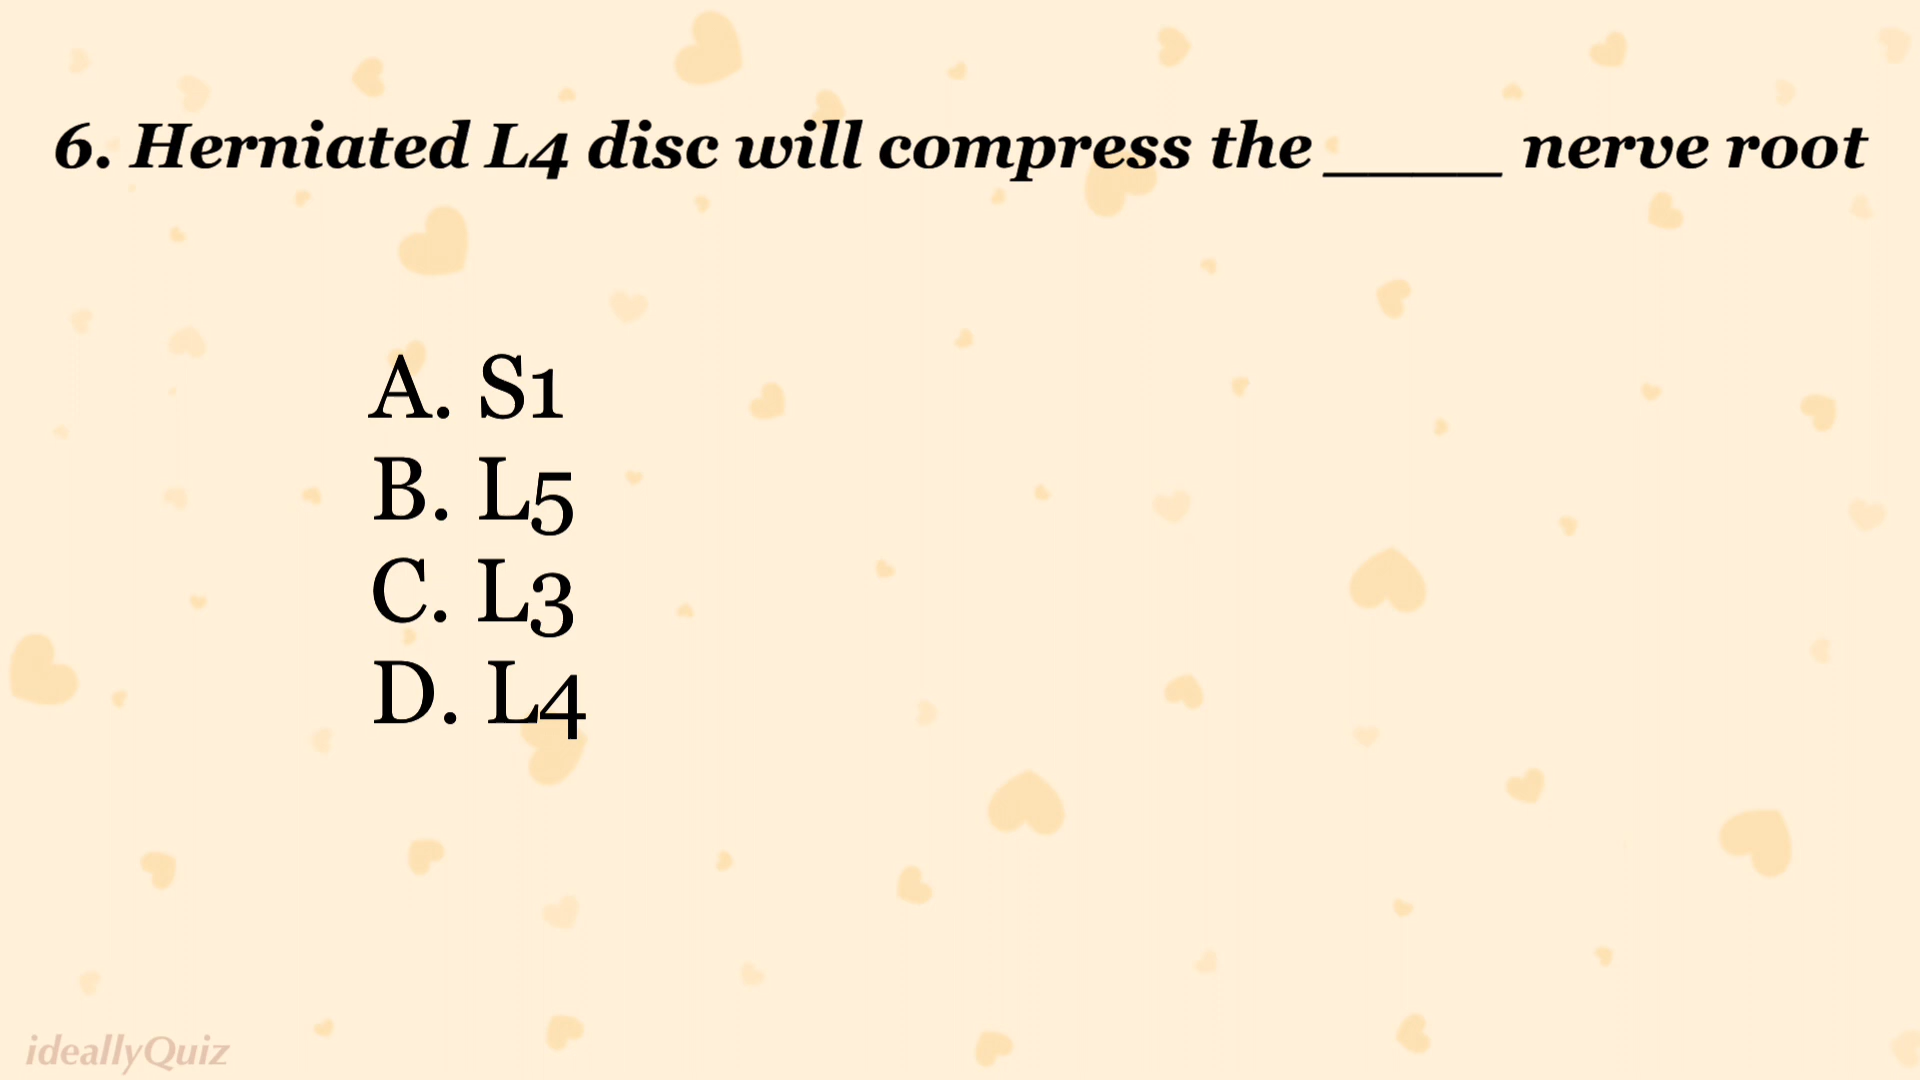 6. Herniated L4 disc will compress the _____ nerve root
A. S1
B. L5
C. L3
D. L4
ideallyQuiz